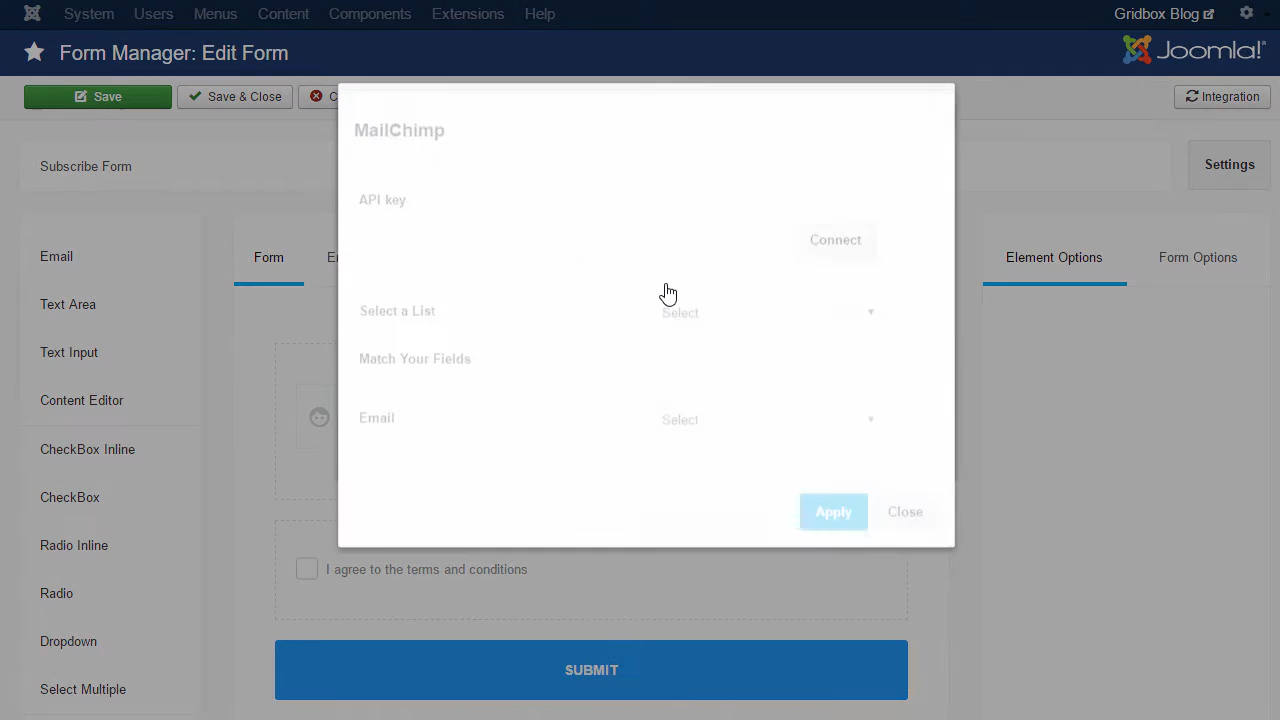 System Users Menus Content Components Extensions Help Gridbox Blog
Form Manager: Edit Form Joomla!®
Save Save & Close C Integration
MailChimp
Subscribe Form Settings
API key
Connect
Email Form E Element Options Form Options
Text Area
Select a List Select
Text Input
Match Your Fields
Content Editor
Email Select
CheckBox Inline
CheckBox
Apply Close
Radio Inline
I agree to the terms and conditions
Radio
Dropdown
SUBMIT
Select Multiple